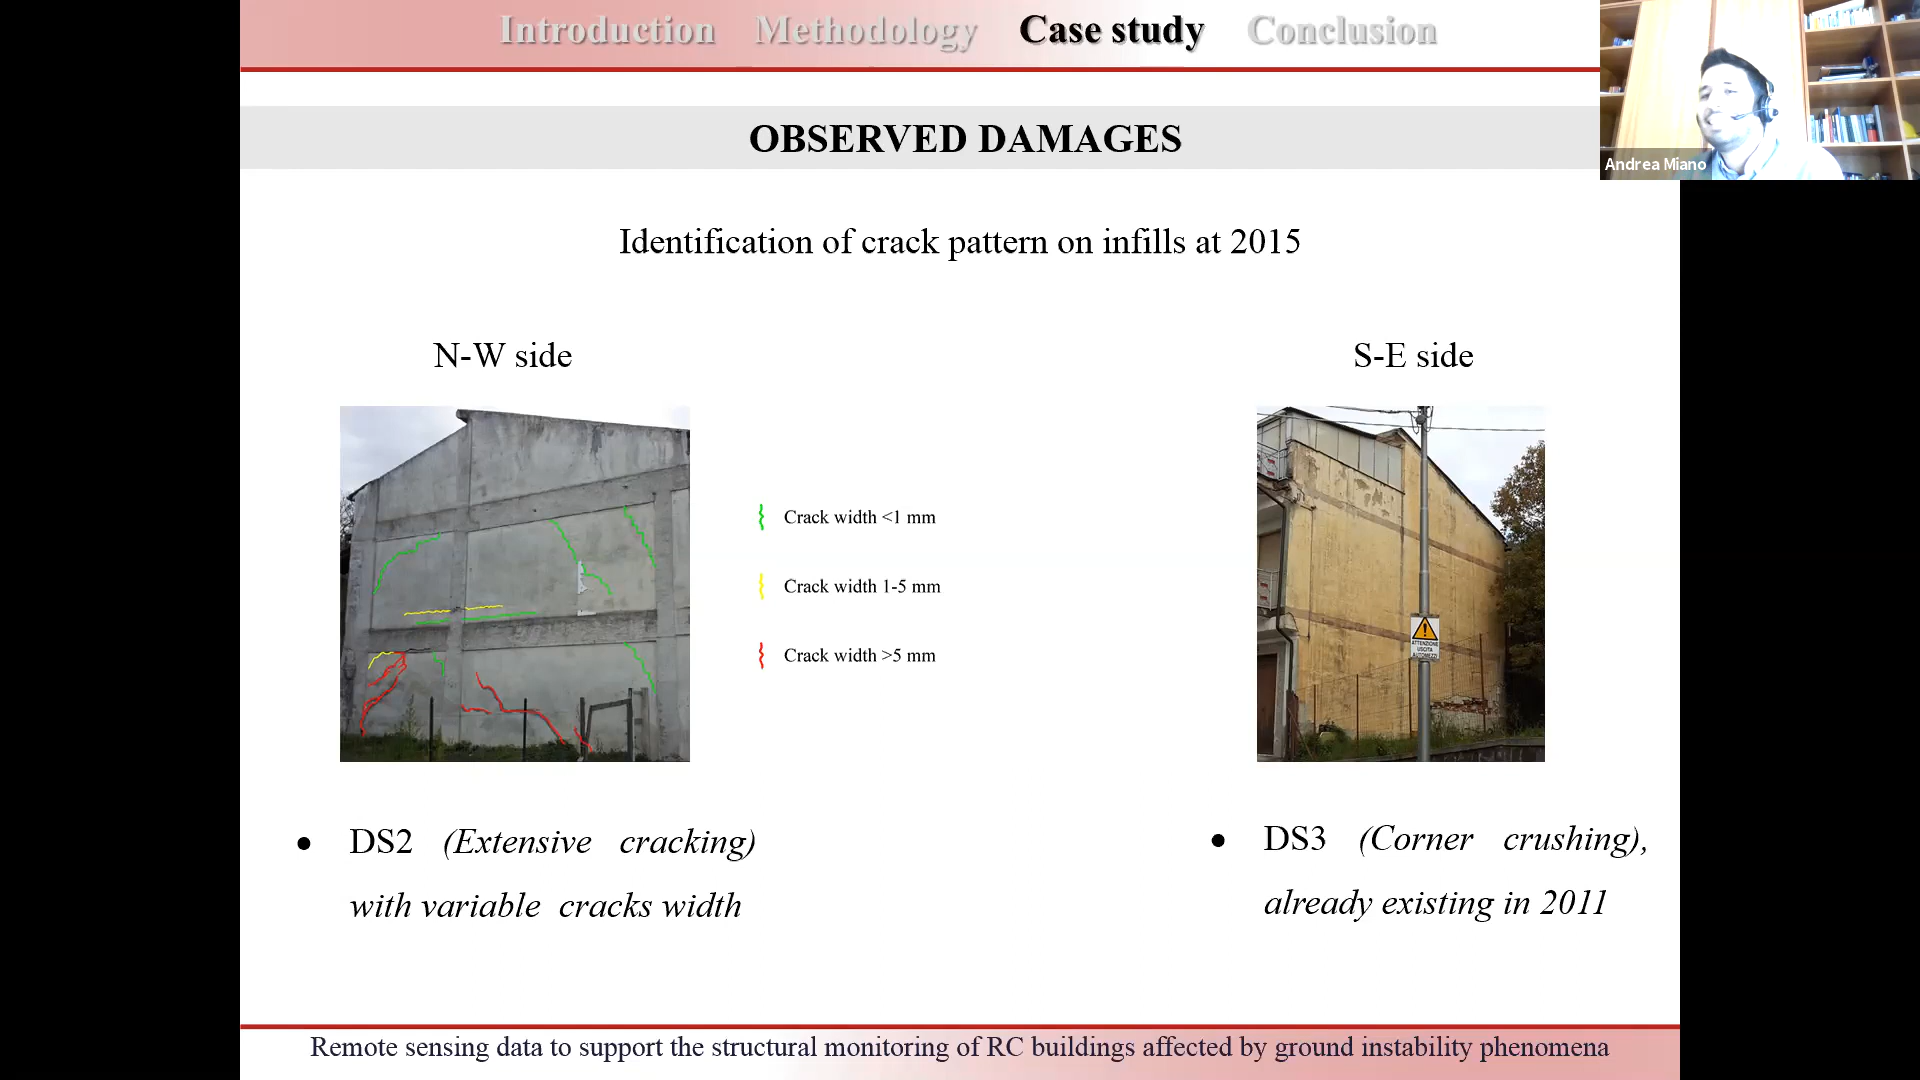 Introduction Methodology Case study Conclusion
Andrea Miano
OBSERVED DAMAGES
Identification of crack pattern on infills at 2015
N-W side
S-E side
Crack width <1 mm
Crack width 1-5 mm
Crack width >5 mm
ATTENZIONE
USCITA
AUTOMEZZI
• DS2 (Extensive cracking)
with variable cracks width
• DS3 (Corner crushing),
already existing in 2011
Remote sensing data to support the structural monitoring of RC buildings affected by ground instability phenomena